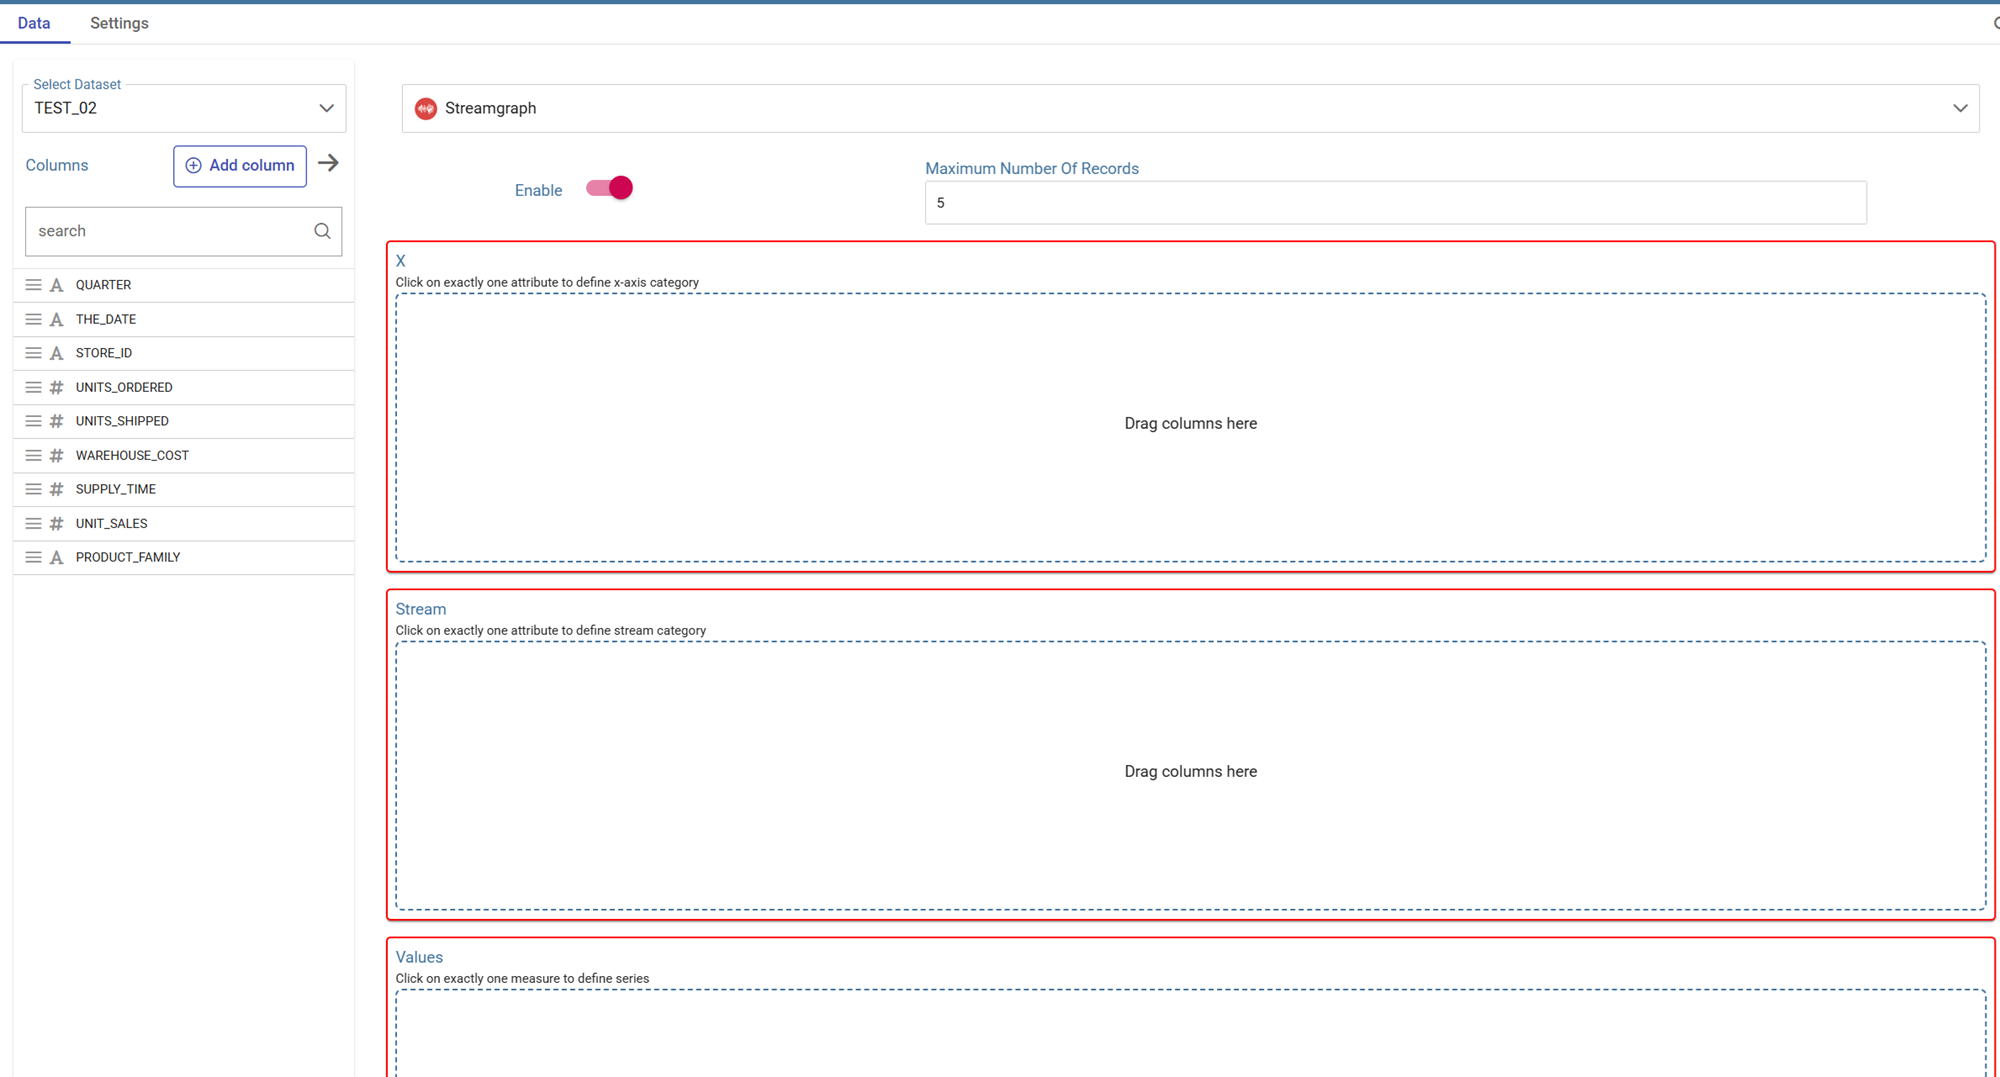 Data
Settings
Select Dataset
TEST_02
Columns
Add column
search
A QUARTER
A THE_DATE
A STORE_ID
# UNITS_ORDERED
# UNITS_SHIPPED
# WAREHOUSE_COST
# SUPPLY_TIME
# UNIT_SALES
A PRODUCT_FAMILY
Streamgraph
Enable
Maximum Number Of Records
5
X
Click on exactly one attribute to define x-axis category
Drag columns here
Stream
Click on exactly one attribute to define stream category
Drag columns here
Values
Click on exactly one measure to define series